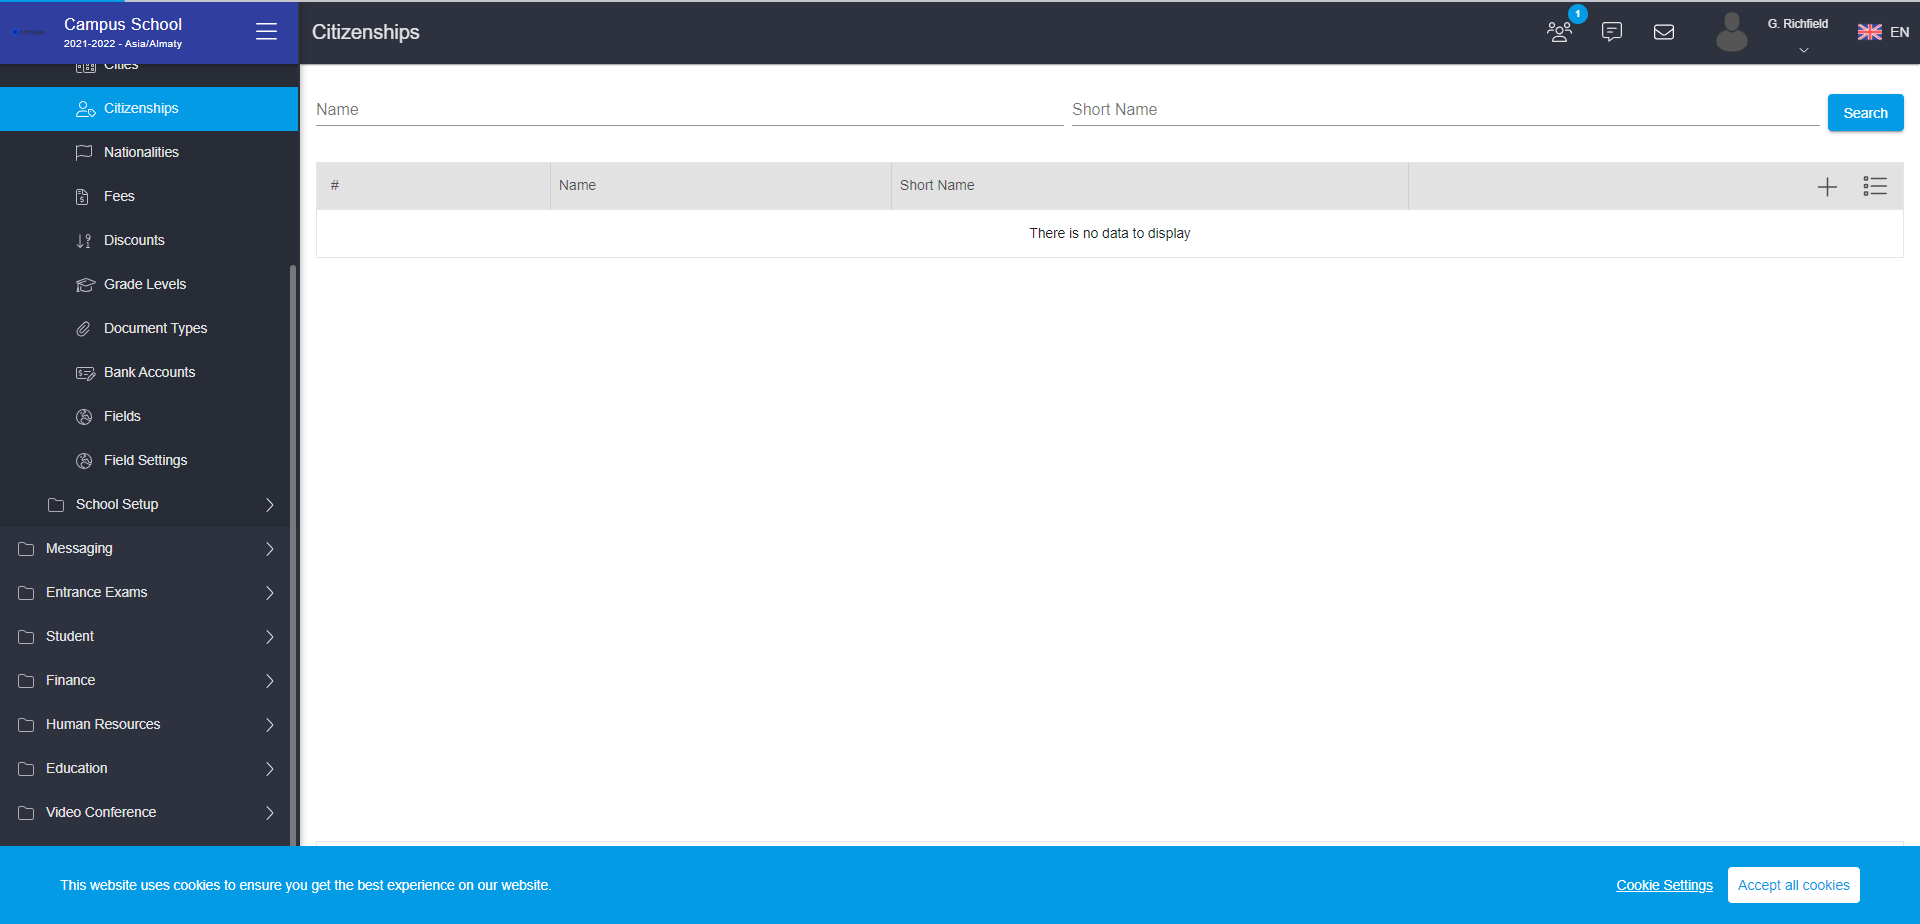 Campus School
2021-2022 - Asia/Almaty
Citizenships
1
G. Richfield
EN
Cities
Citizenships
Nationalities
Fees
Discounts
Grade Levels
Document Types
Bank Accounts
Fields
Field Settings
School Setup
Messaging
Entrance Exams
Student
Finance
Human Resources
Education
Video Conference
Name Short Name Search
# Name Short Name
There is no data to display
This website uses cookies to ensure you get the best experience on our website.
Cookie Settings Accept all cookies